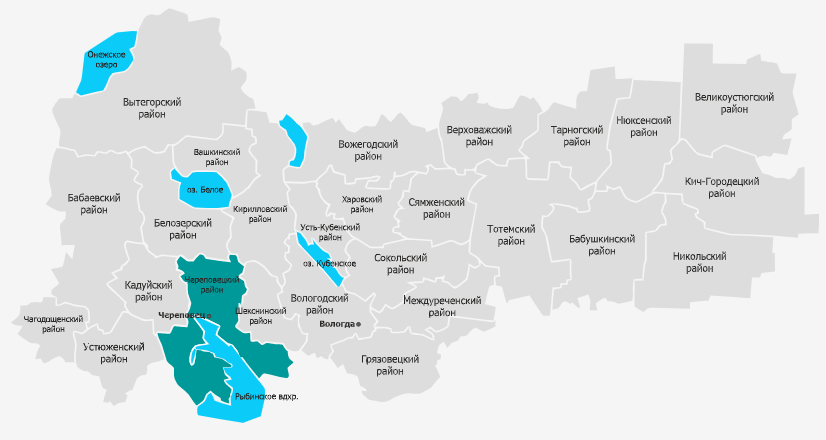 Онежское
озеро
Вытегорский
район
Великоустюгский
район
Нюксенский
район
Тарногский
район
Верховажский
район
Вожегодский
район
Вашкинский
район
оз. Белое
Бабаевский
район
Белозерский
район
Кирилловский
район
Харовский
район
Сямженский
район
Кич-Городецкий
район
Усть-Кубенский
район
Тотемский
район
Бабушкинский
район
Никольский
район
оз. Кубенское
Сокольский
район
Череповецкий
район
Кадуйский
район
Вологодский
район
Междуреченский
район
Шекснинский
район
Череповец
Вологда
Чагодощенский
район
Устюженский
район
Грязовецкий
район
Рыбинское вдхр.